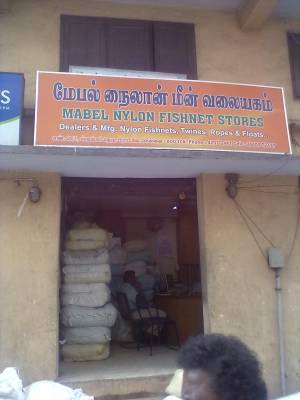 மேபல் நைலான் மீன் வலையகம்
MABEL NYLON FISHNET STORES
Dealers & Mfg. Nylon Fishnets, Twines, Ropes & Floats.